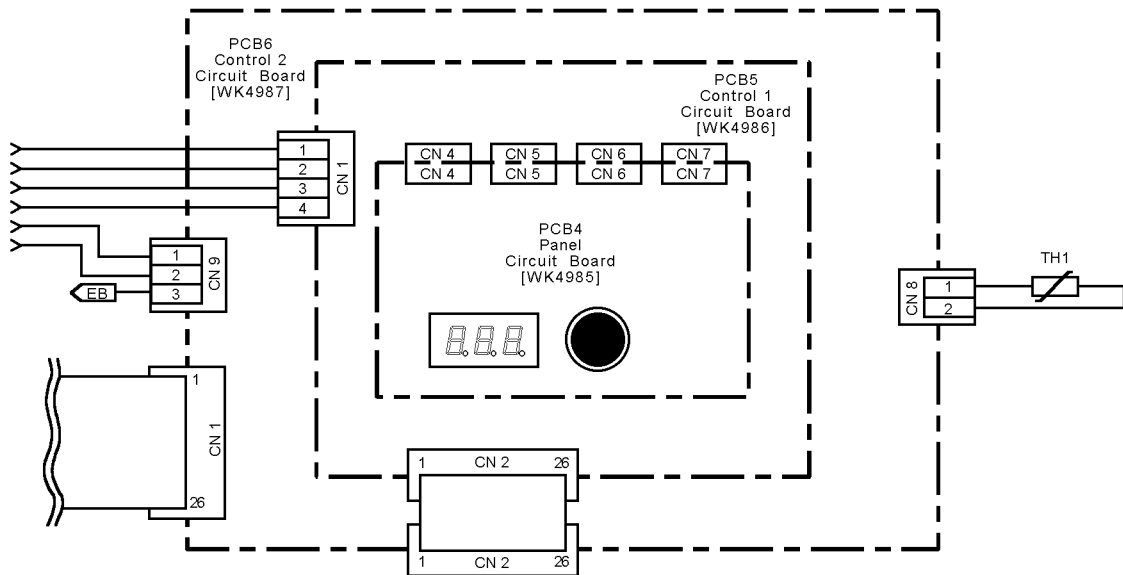 PCB6
Control 2
Circuit Board
[WK4987]
PCB5
Control 1
Circuit Board
[WK4986]
1
2
3
4
CN 1
CN 4
CN 4
CN 5
CN 5
CN 6
CN 6
CN 7
CN 7
PCB4
Panel
Circuit Board
[WK4985]
8.8.8.
1
2
3
CN 9
EB
CN 8
1
2
TH1
1
CN 1
26
1 CN 2 26
1 CN 2 26